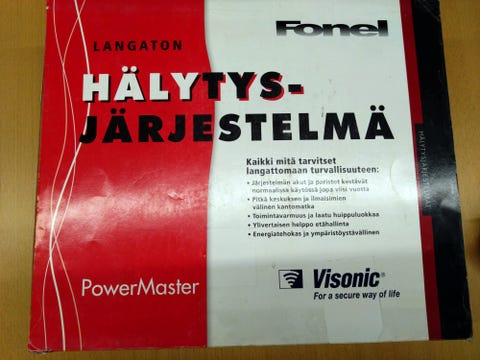 Fonel
LANGATON
HÄLYTYS-
JÄRJESTELMÄ
Kaikki mitä tarvitset
langattomaan turvallisuuteen:
• Järjestelmän akut ja paristot kestävät
normaalissa käytössä jopa viisi vuotta
• Pitkä keskuksen ja ilmaisimien
välinen kantomatka
• Toimintavarmuus ja laatu huippuluokkaa
• Ylivertaisen helppo etähallinta
• Energiatehokas ja ympäristöystävällinen
PowerMaster
Visonic®
For a secure way of life
HÄLYTYSJÄRJESTELMÄ